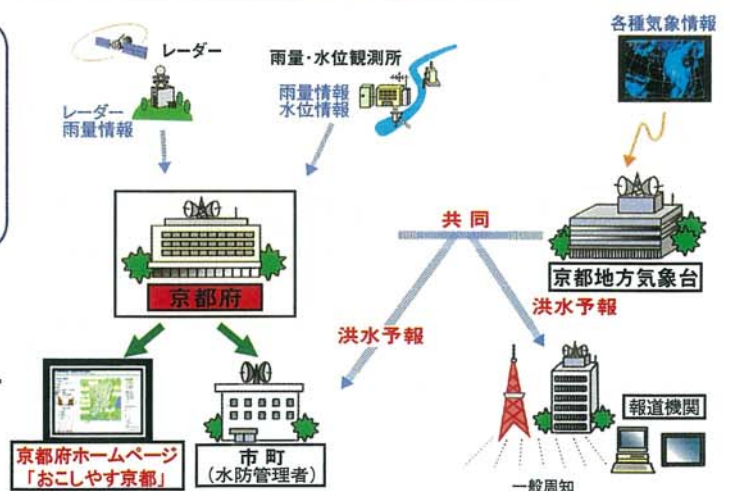 レーダー
レーダー
雨量情報
雨量・水位観測所
雨量情報
水位情報
各種気象情報
共同
京都府
京都地方気象台
洪水予報
洪水予報
京都府ホームページ
「おこしやす京都」
市町
(水防管理者)
報道機関
一般周知